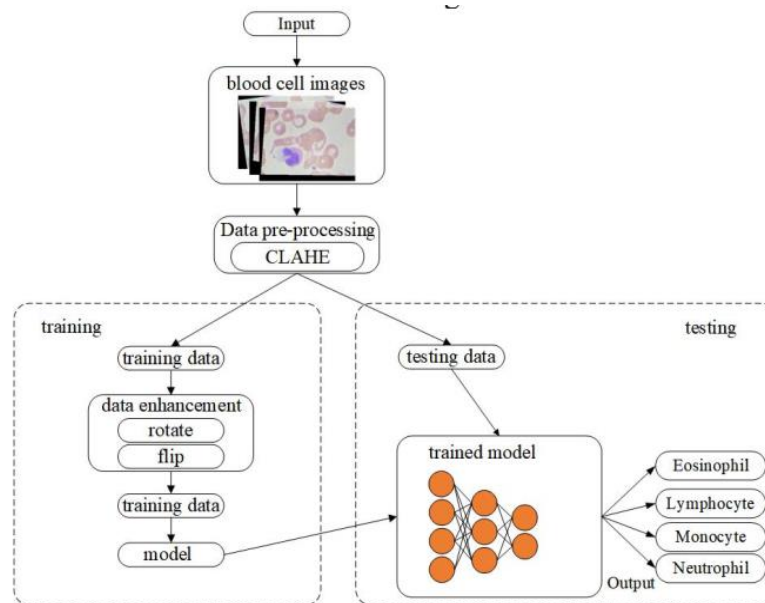 Input
blood cell images
Data pre-processing
CLAHE
training
testing
training data
testing data
data enhancement
rotate
flip
training data
model
trained model
Eosinophil
Lymphocyte
Monocyte
Neutrophil
Output